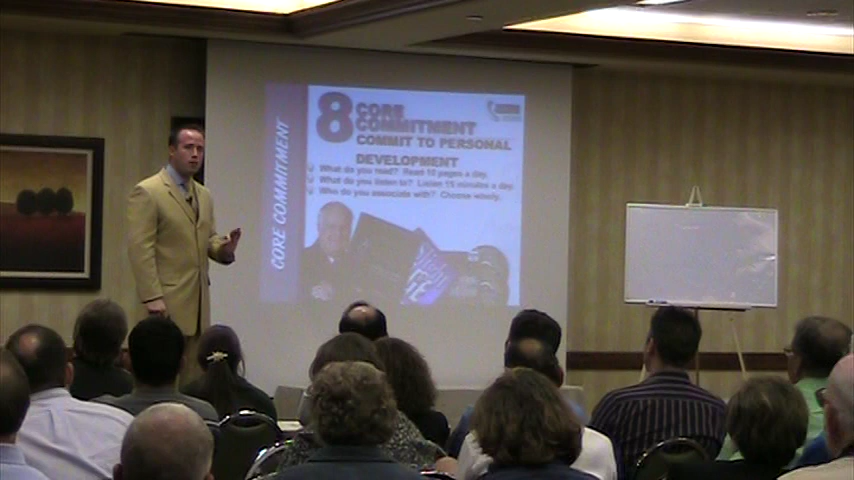 CORE COMMITMENT
8 CORE
COMMITMENT
COMMIT TO PERSONAL
DEVELOPMENT
What do you read? Read 10 pages a day.
What do you listen to? Listen 15 minutes a day.
Who do you associate with? Choose wisely.